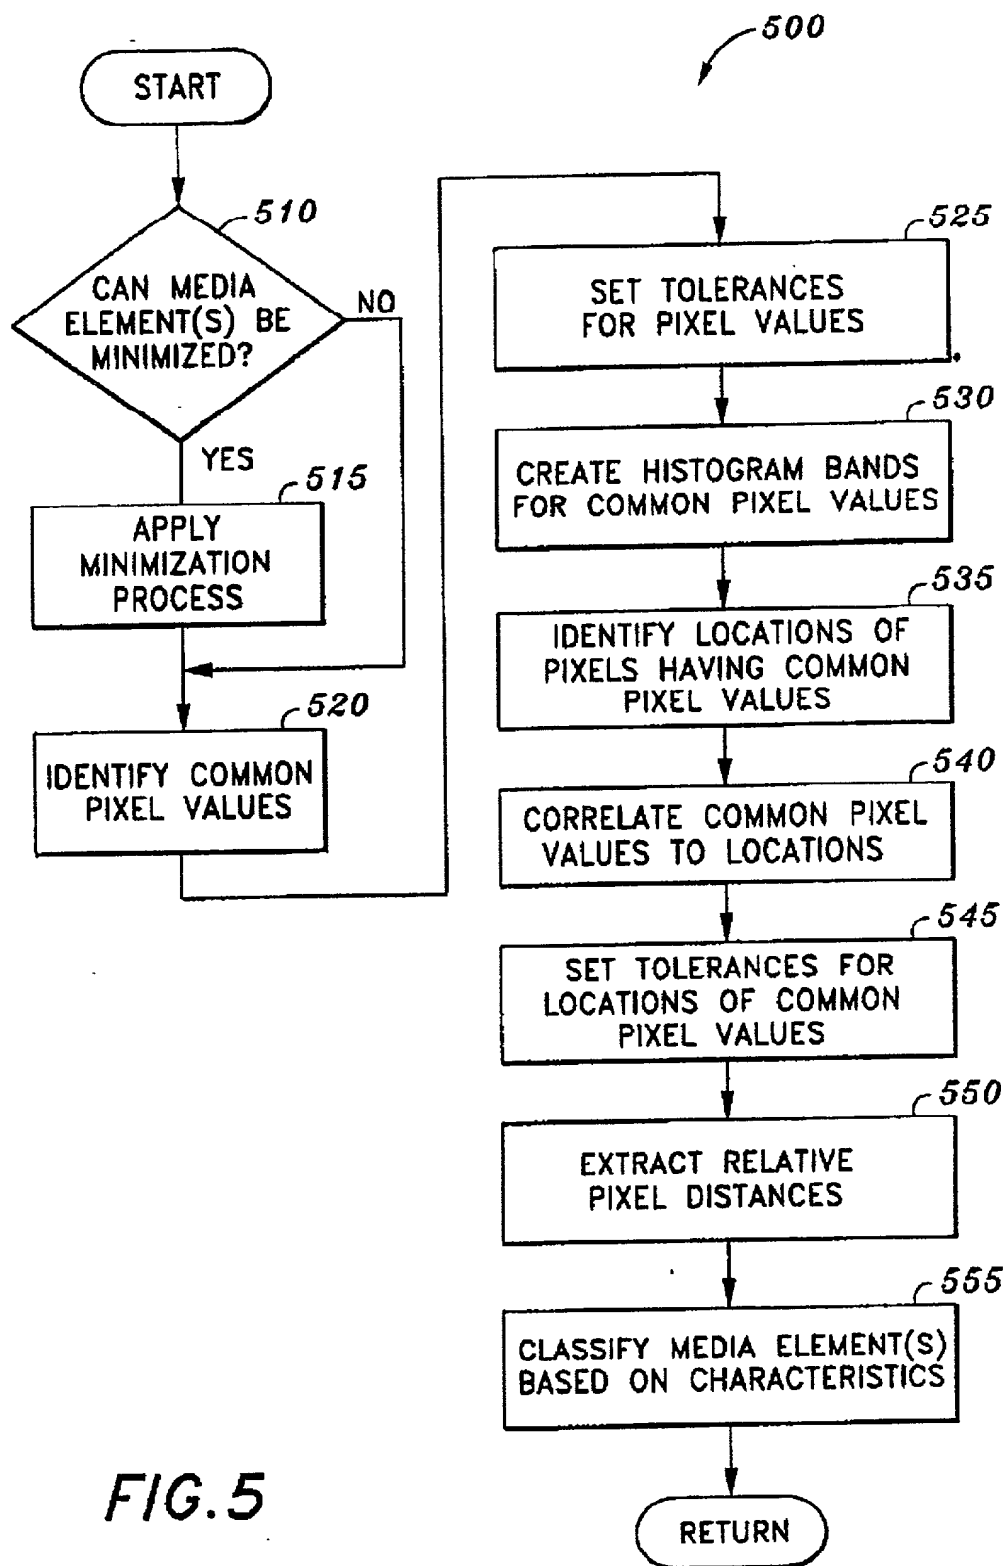 500
START
510
CAN MEDIA
ELEMENT(S) BE
MINIMIZED?
NO
YES
515
APPLY
MINIMIZATION
PROCESS
520
IDENTIFY COMMON
PIXEL VALUES
525
SET TOLERANCES
FOR PIXEL VALUES
530
CREATE HISTOGRAM BANDS
FOR COMMON PIXEL VALUES
535
IDENTIFY LOCATIONS OF
PIXELS HAVING COMMON
PIXEL VALUES
540
CORRELATE COMMON PIXEL
VALUES TO LOCATIONS
545
SET TOLERANCES FOR
LOCATIONS OF COMMON
PIXEL VALUES
550
EXTRACT RELATIVE
PIXEL DISTANCES
555
CLASSIFY MEDIA ELEMENT(S)
BASED ON CHARACTERISTICS
RETURN
FIG.5